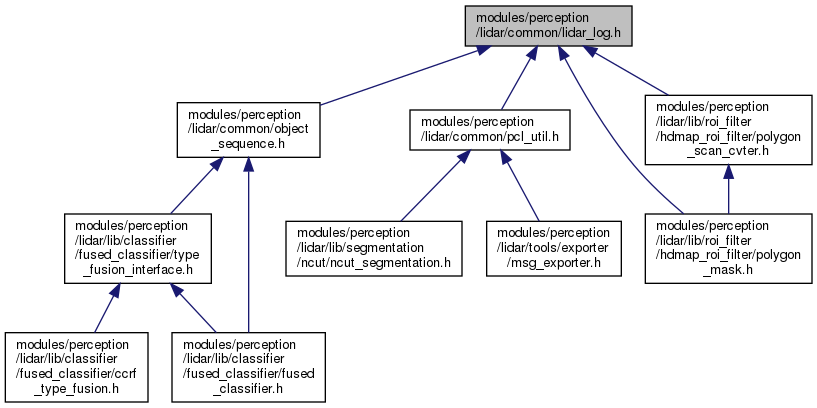 modules/perception
/lidar/common/lidar_log.h
modules/perception
/lidar/common/object
_sequence.h
modules/perception
/lidar/common/pcl_util.h
modules/perception
/lidar/lib/roi_filter
/hdmap_roi_filter/polygon
_scan_cvter.h
modules/perception
/lidar/lib/classifier
/fused_classifier/type
_fusion_interface.h
modules/perception
/lidar/lib/segmentation
/ncut/ncut_segmentation.h
modules/perception
/lidar/tools/exporter
/msg_exporter.h
modules/perception
/lidar/lib/roi_filter
/hdmap_roi_filter/polygon
_mask.h
modules/perception
/lidar/lib/classifier
/fused_classifier/ccrf
_type_fusion.h
modules/perception
/lidar/lib/classifier
/fused_classifier/fused
_classifier.h